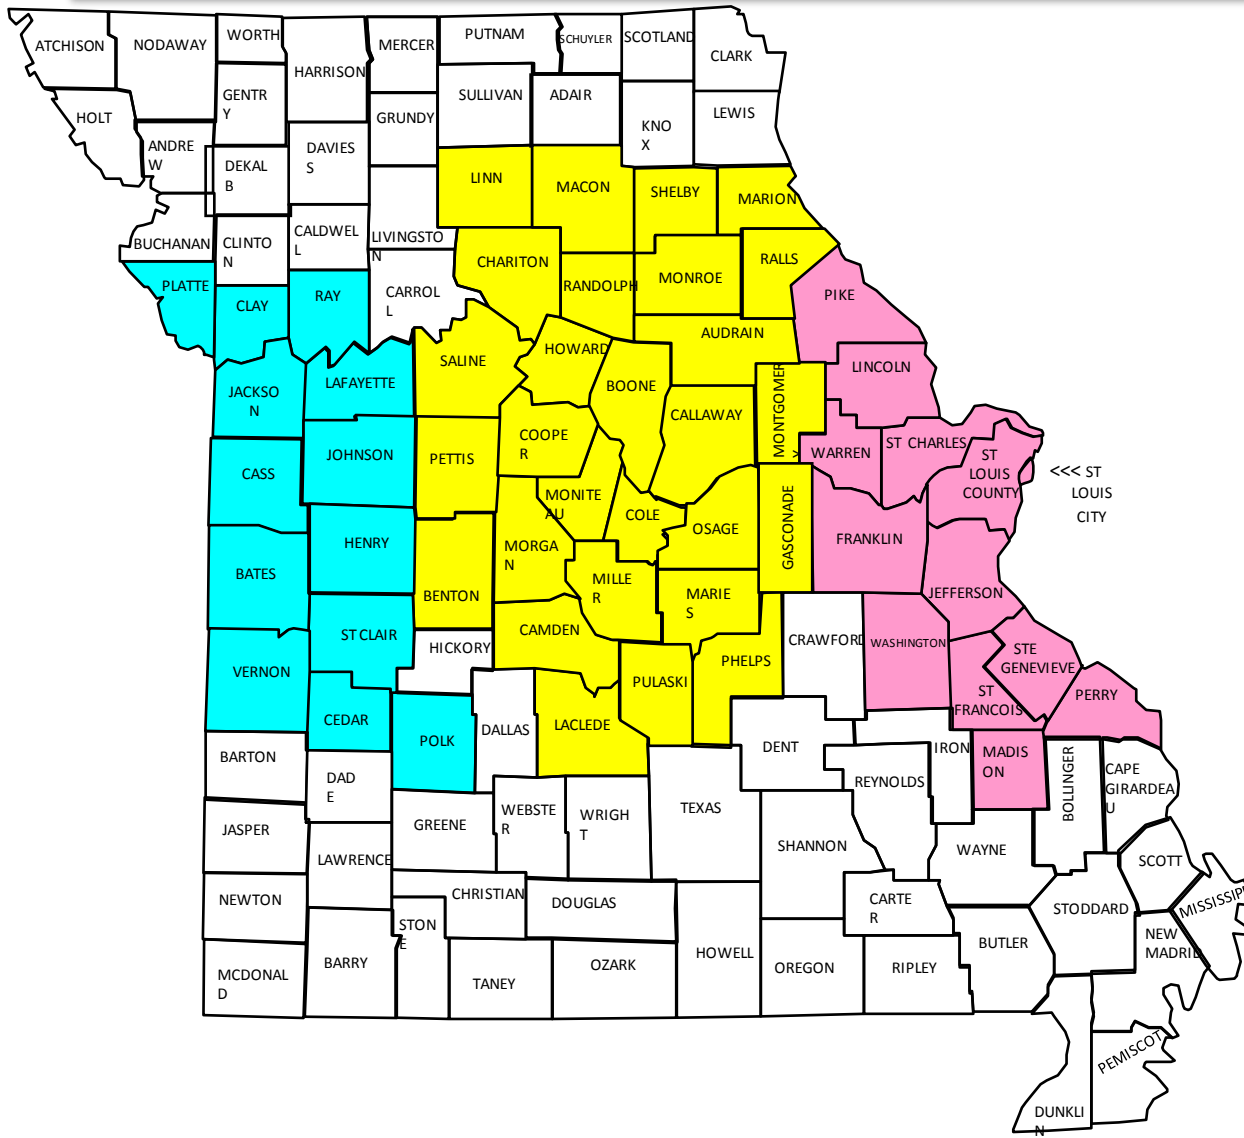 ATCHISON
NODAWAY
WORTH
HARRISON
MERCER
PUTNAM
SCHUYLER
SCOTLAND
CLARK
HOLT
GENTR
Y
GRUNDY
SULLIVAN
ADAIR
KNO
X
LEWIS
ANDRE
W
DEKAL
B
DAVIES
S
LINN
MACON
SHELBY
MARION
BUCHANAN
CLINTO
N
CALDWEL
L
LIVINGSTO
N
CHARITON
RANDOLPH
MONROE
RALLS
PLATTE
CLAY
RAY
CARROL
L
PIKE
AUDRAIN
SALINE
HOWARD
BOONE
LINCOLN
JACKSO
N
LAFAYETTE
CALLAWAY
MONTGOMER
Y
COOPE
R
WARREN
ST CHARLES
ST
LOUIS
COUNTY
<<< ST
LOUIS
CITY
CASS
JOHNSON
PETTIS
MONITE
AU
COLE
OSAGE
GASCONADE
FRANKLIN
HENRY
MORGA
N
BATES
BENTON
MILLE
R
MARIE
S
JEFFERSON
ST CLAIR
HICKORY
CAMDEN
CRAWFORD
WASHINGTON
STE
GENEVIEVE
VERNON
PULASKI
PHELPS
ST
FRANCOIS
PERRY
CEDAR
POLK
DALLAS
LACLEDE
DENT
IRON
MADIS
ON
BARTON
DAD
E
REYNOLDS
BOLLINGER
CAPE
GIRARDEA
U
JASPER
GREENE
WEBSTE
R
WRIGH
T
TEXAS
SHANNON
WAYNE
LAWRENCE
SCOTT
NEWTON
CHRISTIAN
DOUGLAS
CARTE
R
STODDARD
MISSISSIPI
STON
E
BARRY
HOWELL
BUTLER
NEW
MADRID
MCDONAL
D
TANEY
OZARK
OREGON
RIPLEY
PEMISCOT
DUNKLI
N